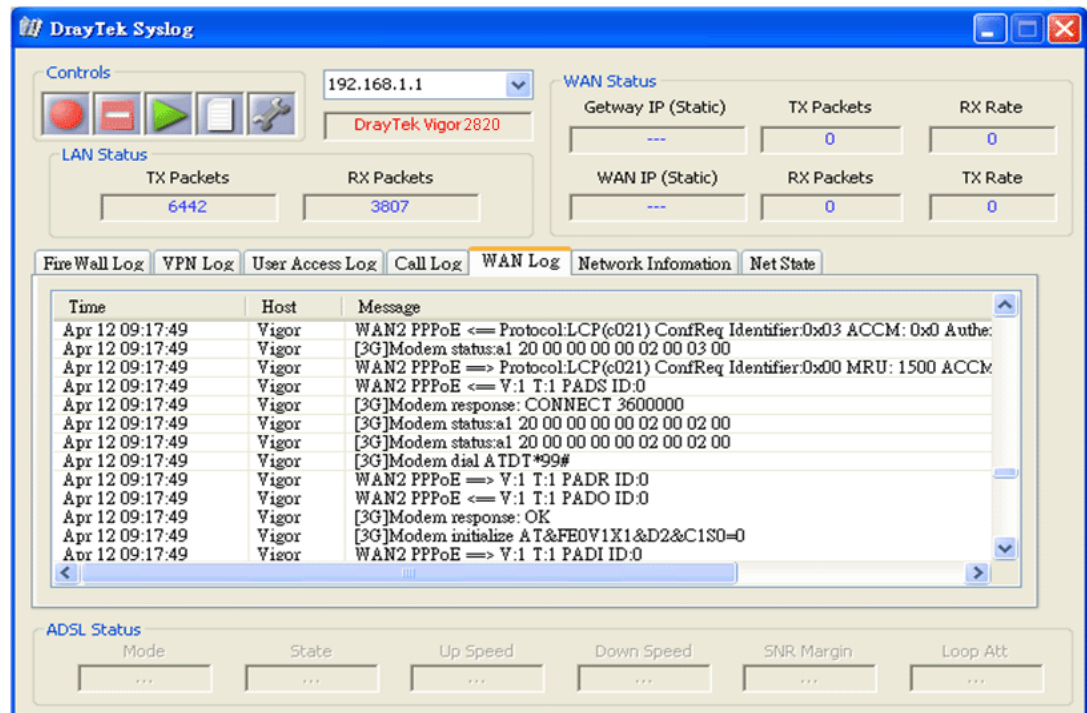 DrayTek Syslog
Controls
192.168.1.1
DrayTek Vigor2820
WAN Status
Getway IP (Static) TX Packets RX Rate
--- 0 0
WAN IP (Static) RX Packets TX Rate
--- 0 0
LAN Status
TX Packets RX Packets
6442 3807
FireWall Log VPN Log User Access Log Call Log WAN Log Network Infomation Net State
Time Host Message
Apr 12 09:17:49 Vigor WAN2 PPPoE <== Protocol:LCP(c021) ConfReq Identifier:0x03 ACCM: 0x0 Authe:
Apr 12 09:17:49 Vigor [3G]Modem status:a1 20 00 00 00 00 02 00 03 00
Apr 12 09:17:49 Vigor WAN2 PPPoE ==> Protocol:LCP(c021) ConfReq Identifier:0x00 MRU: 1500 ACCM
Apr 12 09:17:49 Vigor WAN2 PPPoE <== V:1 T:1 PADS ID:0
Apr 12 09:17:49 Vigor [3G]Modem response: CONNECT 3600000
Apr 12 09:17:49 Vigor [3G]Modem status:a1 20 00 00 00 00 02 00 02 00
Apr 12 09:17:49 Vigor [3G]Modem status:a1 20 00 00 00 00 02 00 02 00
Apr 12 09:17:49 Vigor [3G]Modem dial ATDT*99#
Apr 12 09:17:49 Vigor WAN2 PPPoE ==> V:1 T:1 PADR ID:0
Apr 12 09:17:49 Vigor WAN2 PPPoE <== V:1 T:1 PADO ID:0
Apr 12 09:17:49 Vigor [3G]Modem response: OK
Apr 12 09:17:49 Vigor [3G]Modem initialize AT&FE0V1X1&D2&C1S0=0
Apr 12 09:17:49 Vigor WAN2 PPPoE ==> V:1 T:1 PADI ID:0
ADSL Status
Mode State Up Speed Down Speed SNR Margin Loop Att
... ... ... ... ... ...